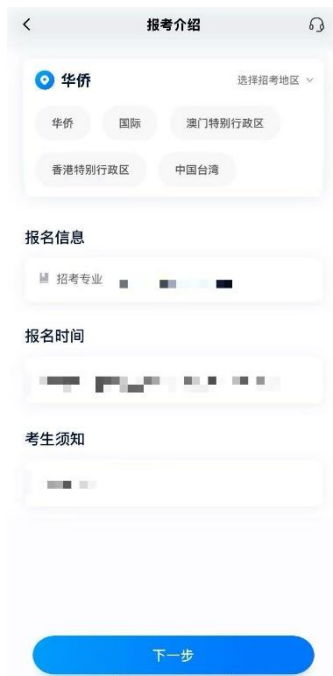 报考介绍
华侨 选择招考地区
华侨 国际 澳门特别行政区
香港特别行政区 中国台湾
报名信息
招考专业
报名时间
考生须知
下一步